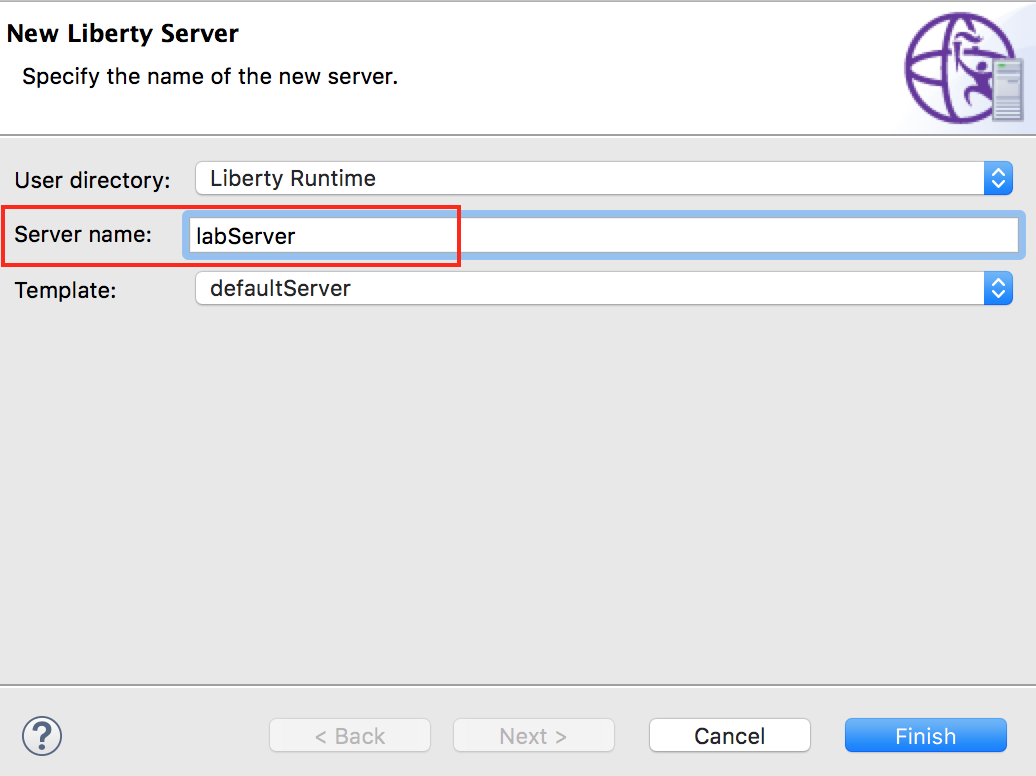 New Liberty Server
Specify the name of the new server.
User directory: Liberty Runtime
Server name: labServer
Template: defaultServer
? < Back Next > Cancel Finish